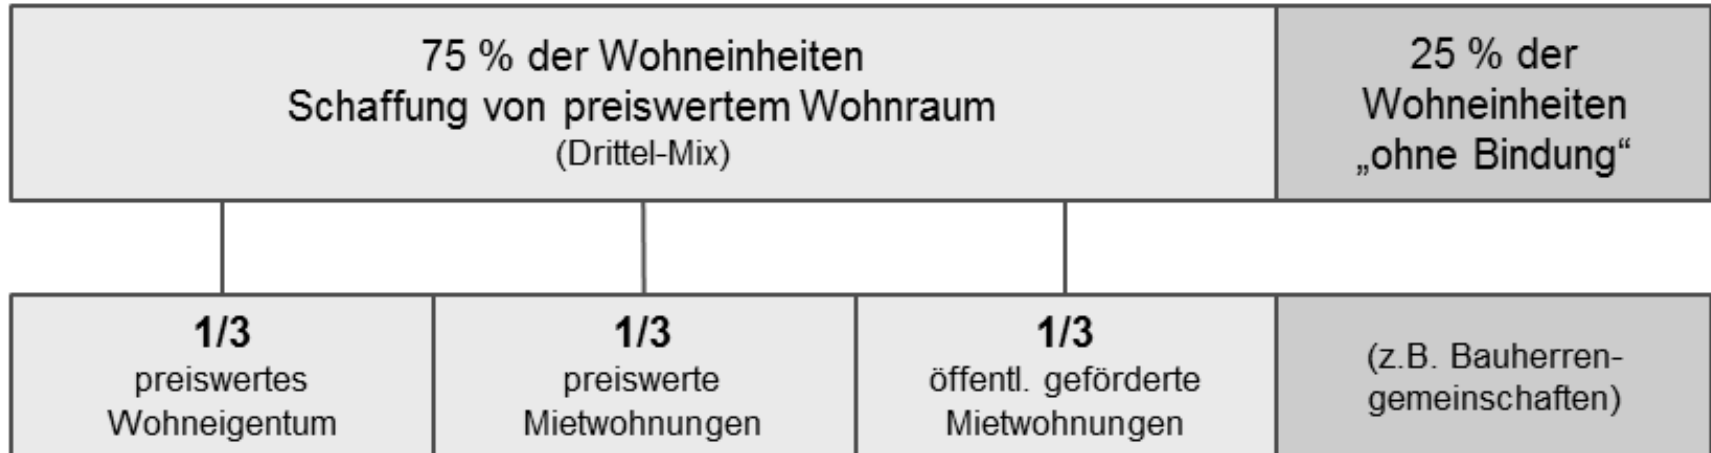 75 % der Wohneinheiten
Schaffung von preiswertem Wohnraum
(Drittel-Mix)
25 % der
Wohneinheiten
„ohne Bindung“
1/3
preiswertes
Wohneigentum
1/3
preiswerte
Mietwohnungen
1/3
öffentl. geförderte
Mietwohnungen
(z.B. Bauherren-
gemeinschaften)